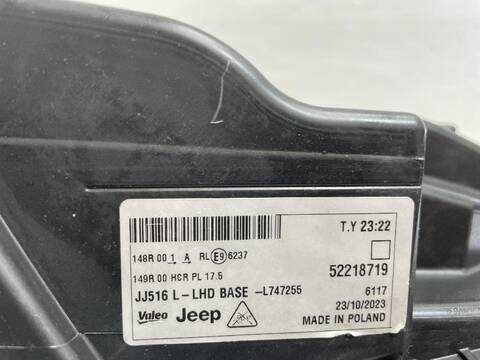 T.Y 23:22
148R 00 1 A RL E9 6237
149R 00 HCR PL 17.5
52218719
JJ516 L-LHD BASE -L747255
6117
23/10/2023
Valeo Jeep
MADE IN POLAND